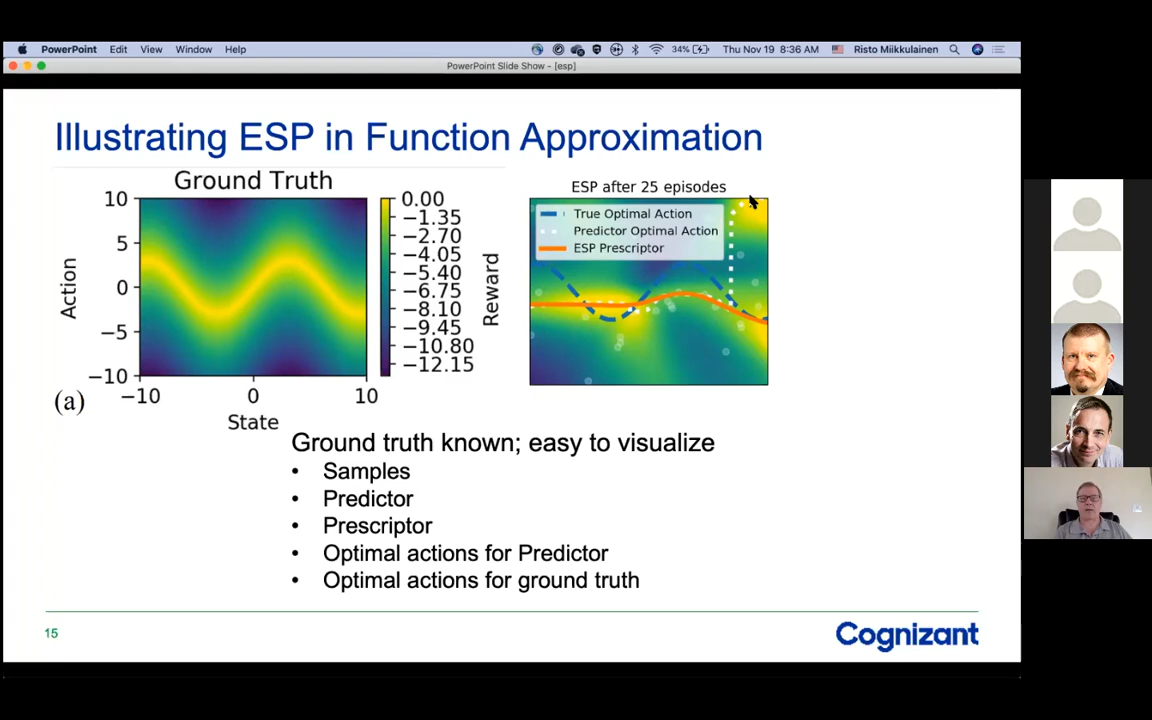 PowerPoint Edit View Window Help 34% Thu Nov 19 8:36 AM Risto Miikkulainen
PowerPoint Slide Show - [esp]
Illustrating ESP in Function Approximation
Ground Truth
10
5
0
−5
−10
Action
−10 0 10
State
(a)
0.00
−1.35
−2.70
−4.05
−5.40
−6.75
−8.10
−9.45
−10.80
−12.15
Reward
ESP after 25 episodes
True Optimal Action
Predictor Optimal Action
ESP Prescriptor
Ground truth known; easy to visualize
• Samples
• Predictor
• Prescriptor
• Optimal actions for Predictor
• Optimal actions for ground truth
15
Cognizant